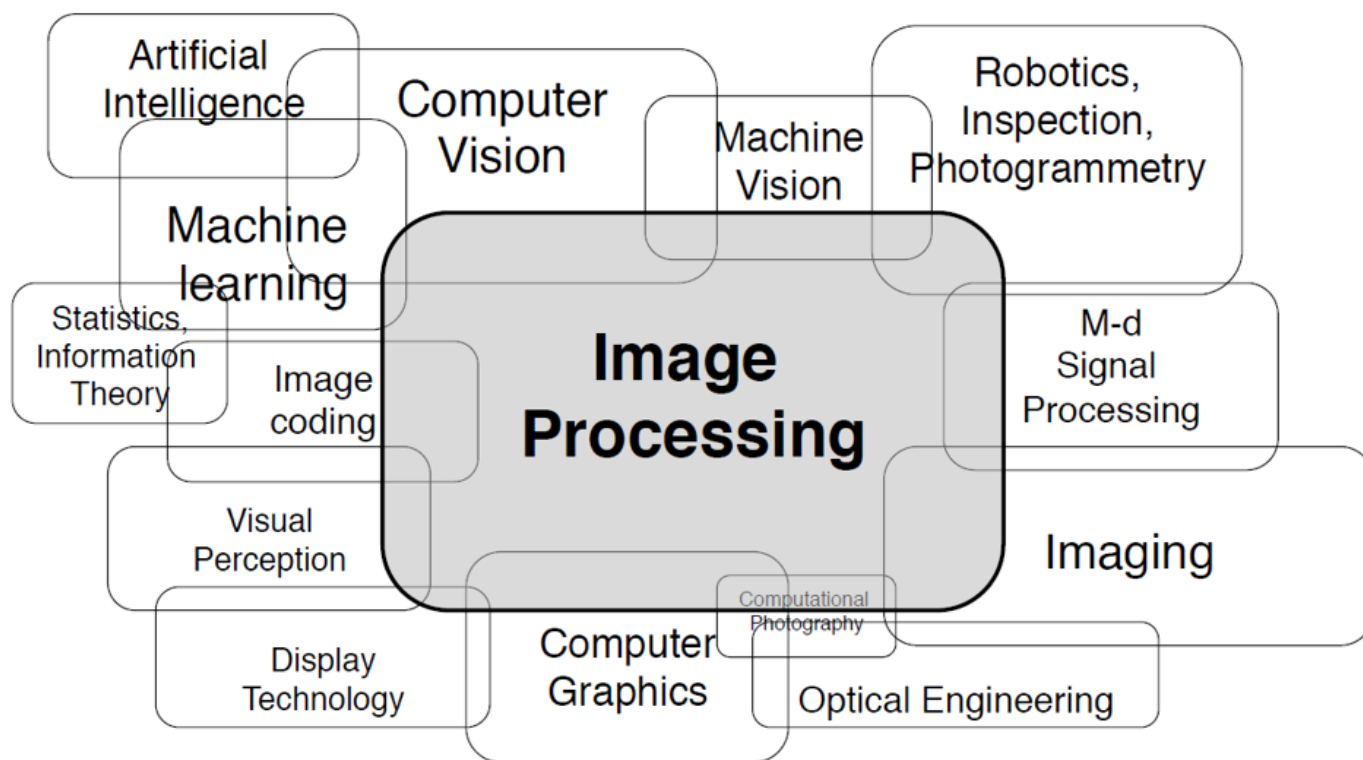 Artificial
Intelligence
Computer
Vision
Machine
Vision
Robotics,
Inspection,
Photogrammetry
Machine
learning
Statistics,
Information
Theory
Image
coding
Image
Processing
M-d
Signal
Processing
Visual
Perception
Imaging
Display
Technology
Computer
Graphics
Computational
Photography
Optical Engineering